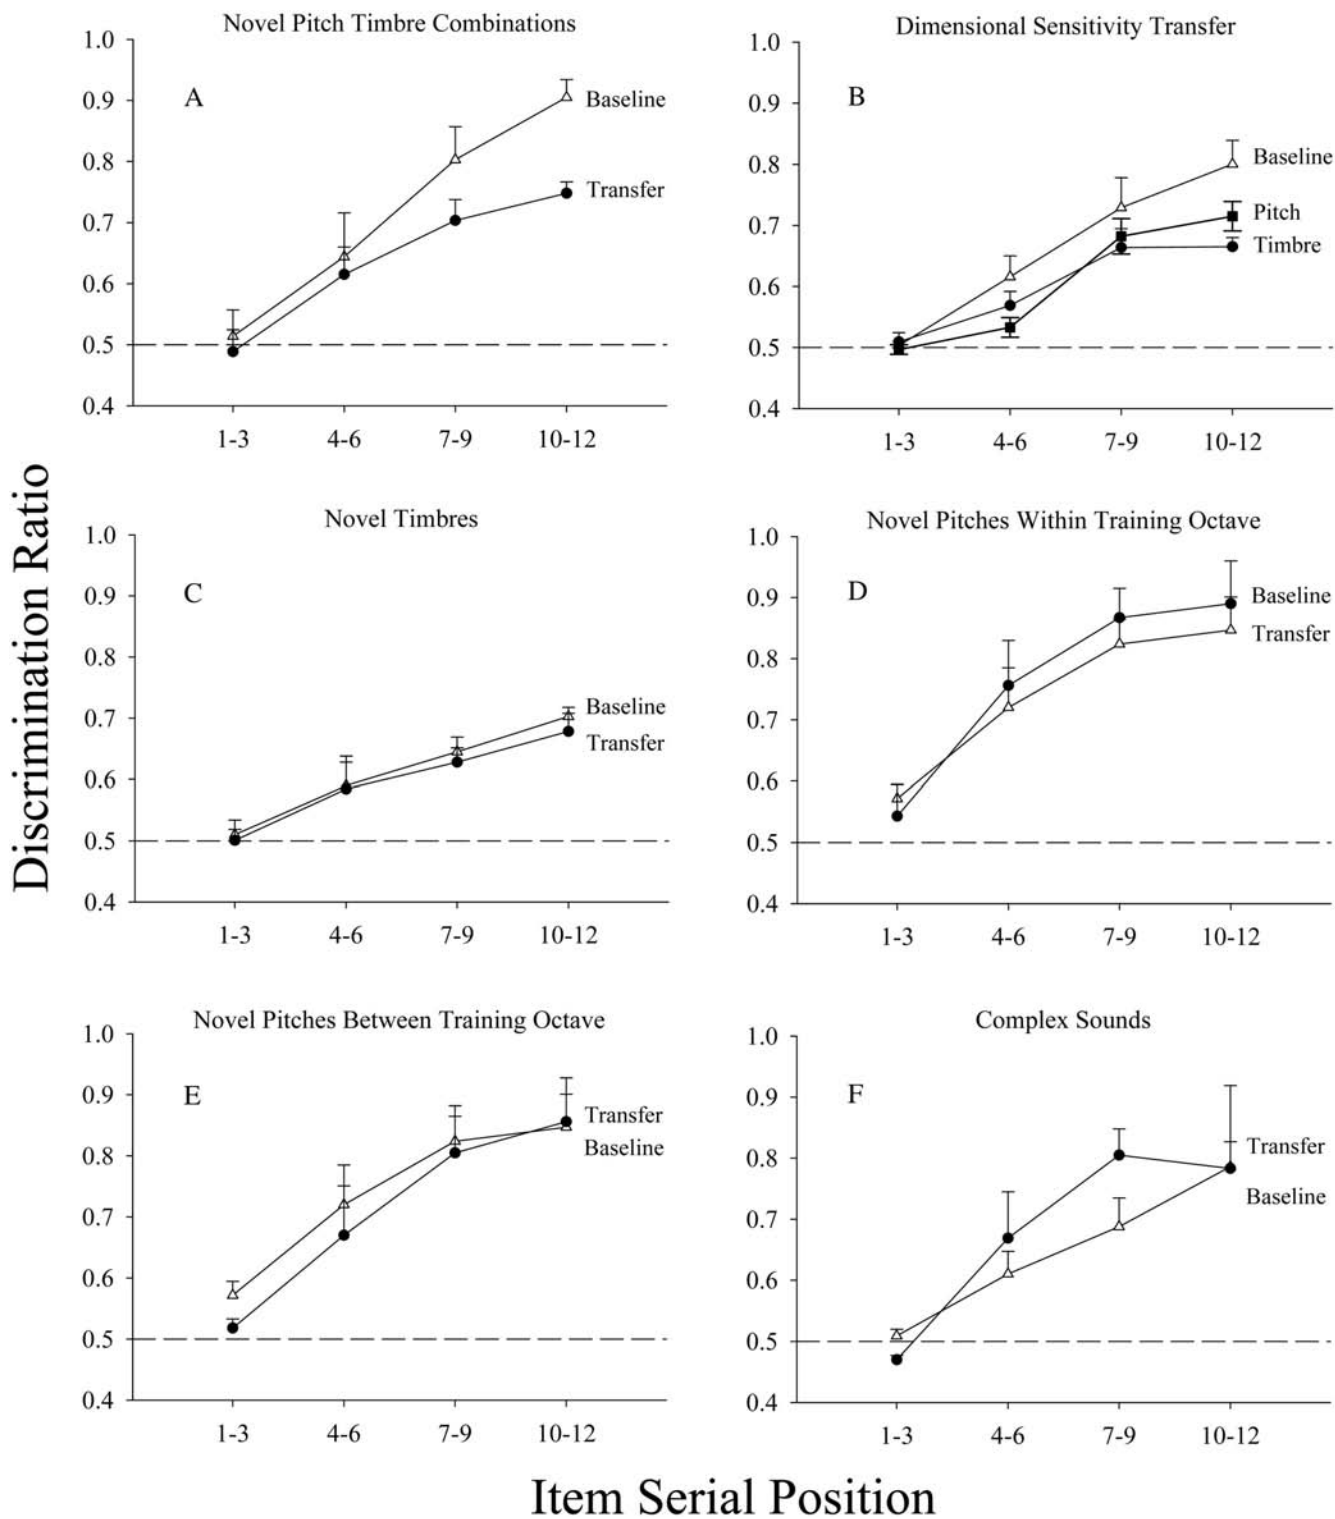 Novel Pitch Timbre Combinations
1.0
A
0.9
Baseline
0.8
Transfer
0.7
0.6
0.5
0.4
1-3 4-6 7-9 10-12
Dimensional Sensitivity Transfer
1.0
B
0.9
Baseline
0.8
Pitch
0.7
Timbre
0.6
0.5
0.4
1-3 4-6 7-9 10-12
Discrimination Ratio
Novel Timbres
1.0
C
0.9
0.8
Baseline
0.7
Transfer
0.6
0.5
0.4
1-3 4-6 7-9 10-12
Novel Pitches Within Training Octave
1.0
D
0.9
Baseline
Transfer
0.8
0.7
0.6
0.5
0.4
1-3 4-6 7-9 10-12
Novel Pitches Between Training Octave
1.0
E
0.9
Transfer
Baseline
0.8
0.7
0.6
0.5
0.4
1-3 4-6 7-9 10-12
Complex Sounds
1.0
F
0.9
Transfer
0.8
Baseline
0.7
0.6
0.5
0.4
1-3 4-6 7-9 10-12
Item Serial Position